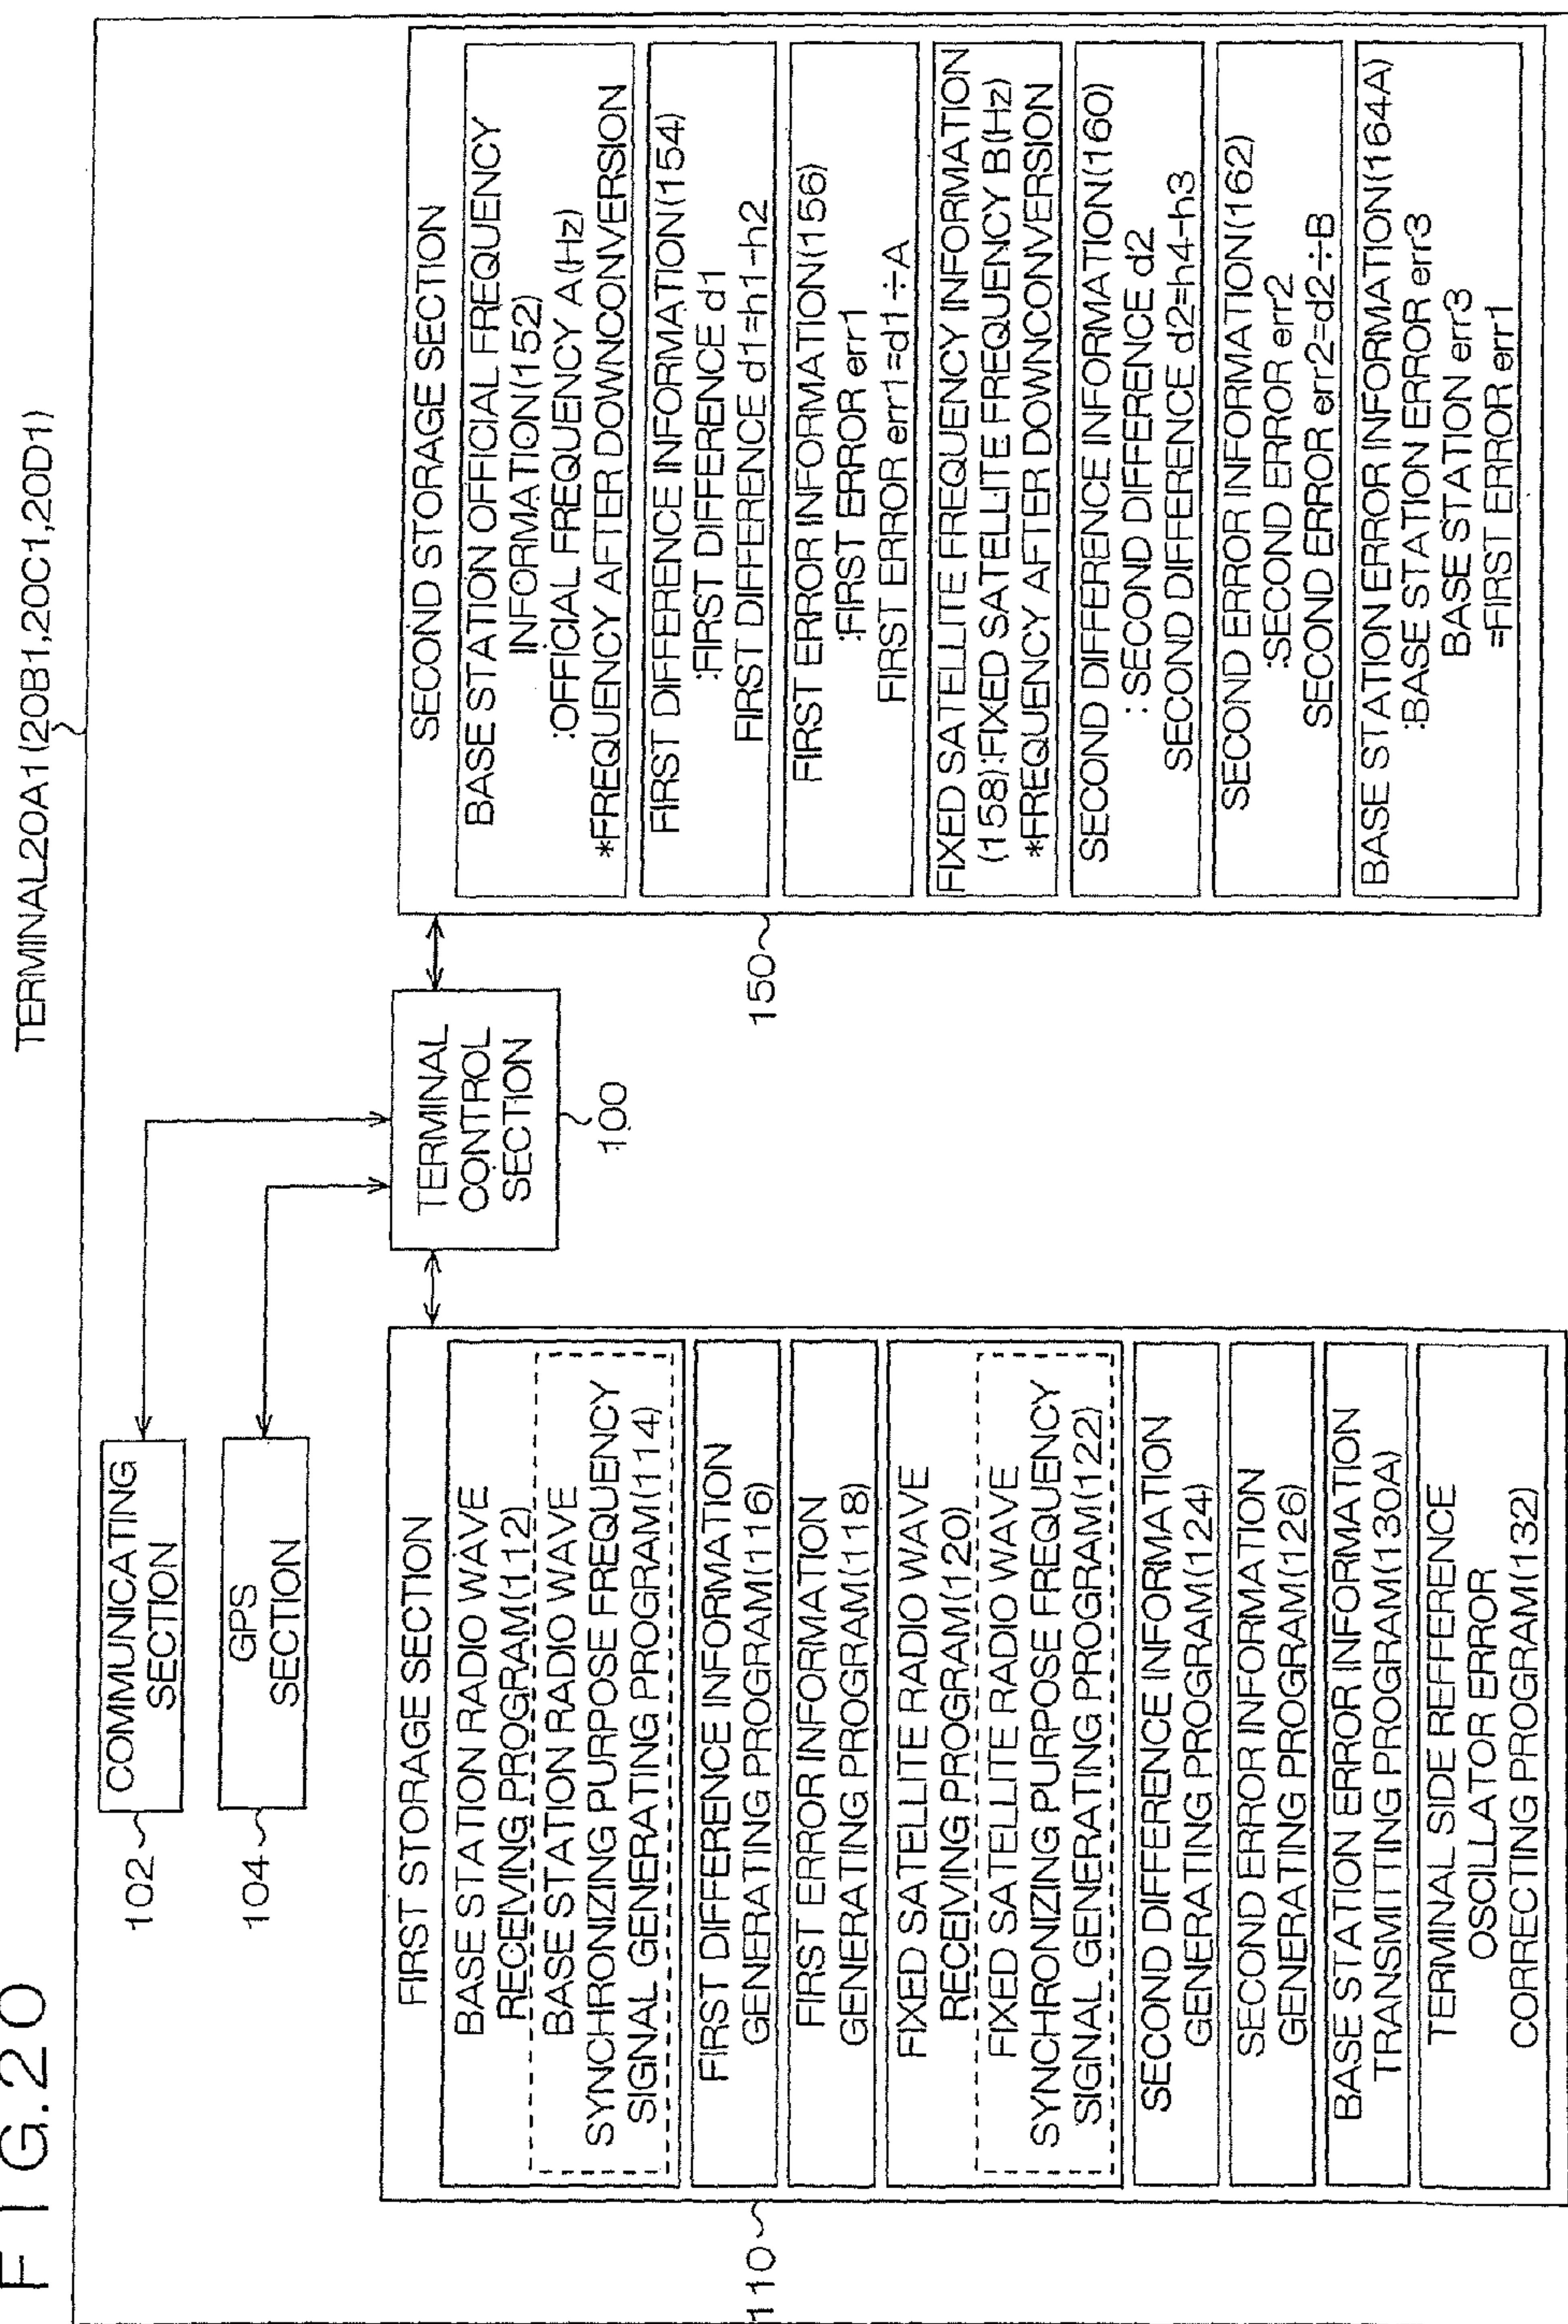 FIG.20
TERMINAL20A1(20B1,20C1,20D1)
102
COMMUNICATING
SECTION
104
GPS
SECTION
TERMINAL
CONTROL
SECTION
100
110
FIRST STORAGE SECTION
BASE STATION RADIO WAVE
RECEIVING PROGRAM(112)
BASE STATION RADIO WAVE
SYNCHRONIZING PURPOSE FREQUENCY
SIGNAL GENERATING PROGRAM(114)
FIRST DIFFERENCE INFORMATION
GENERATING PROGRAM(116)
FIRST ERROR INFORMATION
GENERATING PROGRAM(118)
FIXED SATELLITE RADIO WAVE
RECEIVING PROGRAM(120)
FIXED SATELLITE RADIO WAVE
SYNCHRONIZING PURPOSE FREQUENCY
SIGNAL GENERATING PROGRAM(122)
SECOND DIFFERENCE INFORMATION
GENERATING PROGRAM(124)
SECOND ERROR INFORMATION
GENERATING PROGRAM(126)
BASE STATION ERROR INFORMATION
TRANSMITTING PROGRAM(130A)
TERMINAL SIDE REFFERENCE
OSCILLATOR ERROR
CORRECTING PROGRAM(132)
150
SECOND STORAGE SECTION
BASE STATION OFFICIAL FREQUENCY
INFORMATION(152)
:OFFICIAL FREQUENCY A(Hz)
*FREQUENCY AFTER DOWNCONVERSION
FIRST DIFFERENCE INFORMATION(154)
:FIRST DIFFERENCE d1
FIRST DIFFERENCE d1=h1-h2
FIRST ERROR INFORMATION(156)
:FIRST ERROR err1
FIRST ERROR err1=d1÷A
FIXED SATELLITE FREQUENCY INFORMATION
(158):FIXED SATELLITE FREQUENCY B(Hz)
*FREQUENCY AFTER DOWNCONVERSION
SECOND DIFFERENCE INFORMATION(160)
: SECOND DIFFERENCE d2
SECOND DIFFERENCE d2=h4-h3
SECOND ERROR INFORMATION(162)
:SECOND ERROR err2
SECOND ERROR err2=d2÷B
BASE STATION ERROR INFORMATION(164A)
:BASE STATION ERROR err3
BASE STATION err3
=FIRST ERROR err1